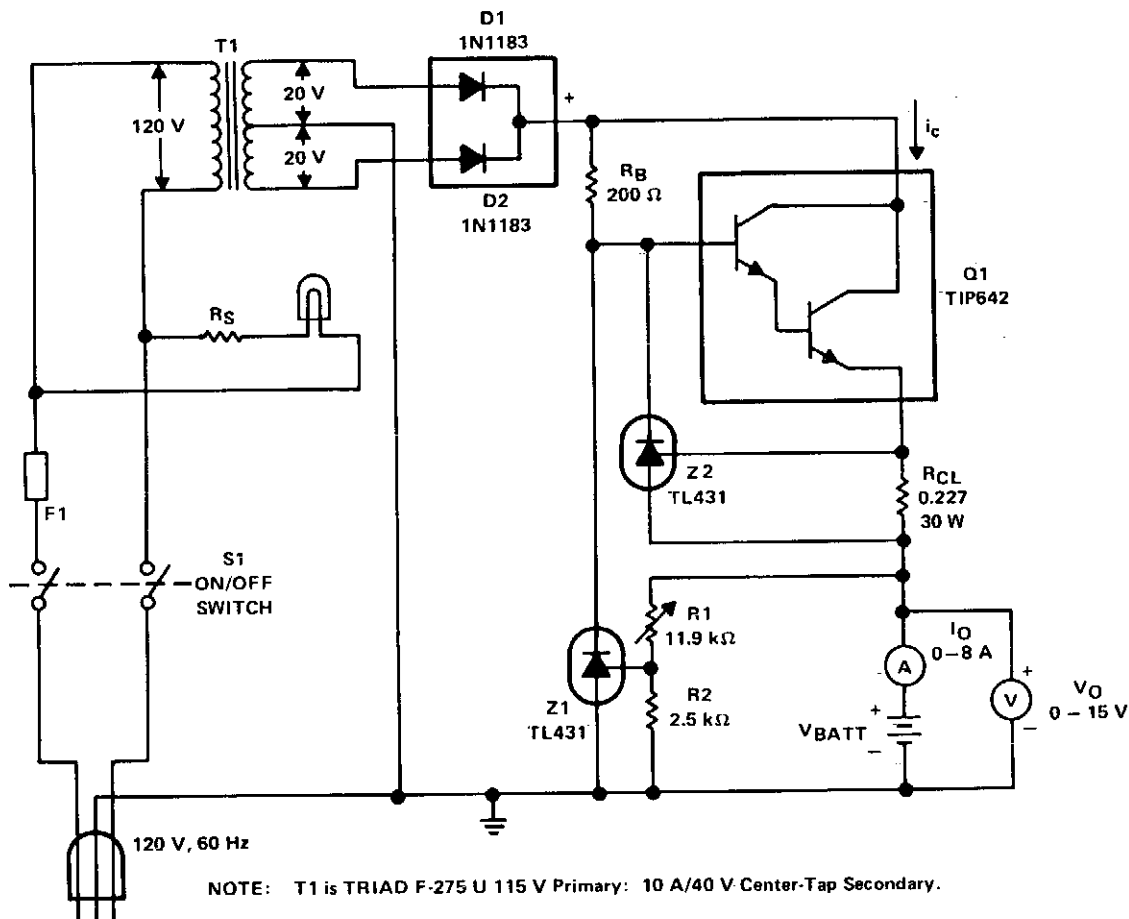 D1
1N1183
T1
20 V
120 V
20 V
+
i_c
R_B
200 Ω
D2
1N1183
Q1
TIP642
R_S
Z2
TL431
R_CL
0.227
30 W
F1
S1
ON/OFF
SWITCH
R1
11.9 kΩ
I_O
0–8 A
A
Z1
TL431
R2
2.5 kΩ
V_BATT
+
−
+
V
−
V_O
0 – 15 V
120 V, 60 Hz
NOTE: T1 is TRIAD F-275 U 115 V Primary: 10 A/40 V Center-Tap Secondary.